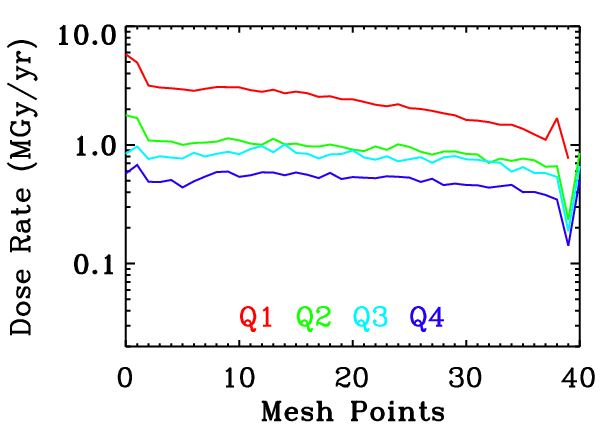 Dose Rate (MGy/yr)
10.0
1.0
0.1
Q1 Q2 Q3 Q4
0 10 20 30 40
Mesh Points